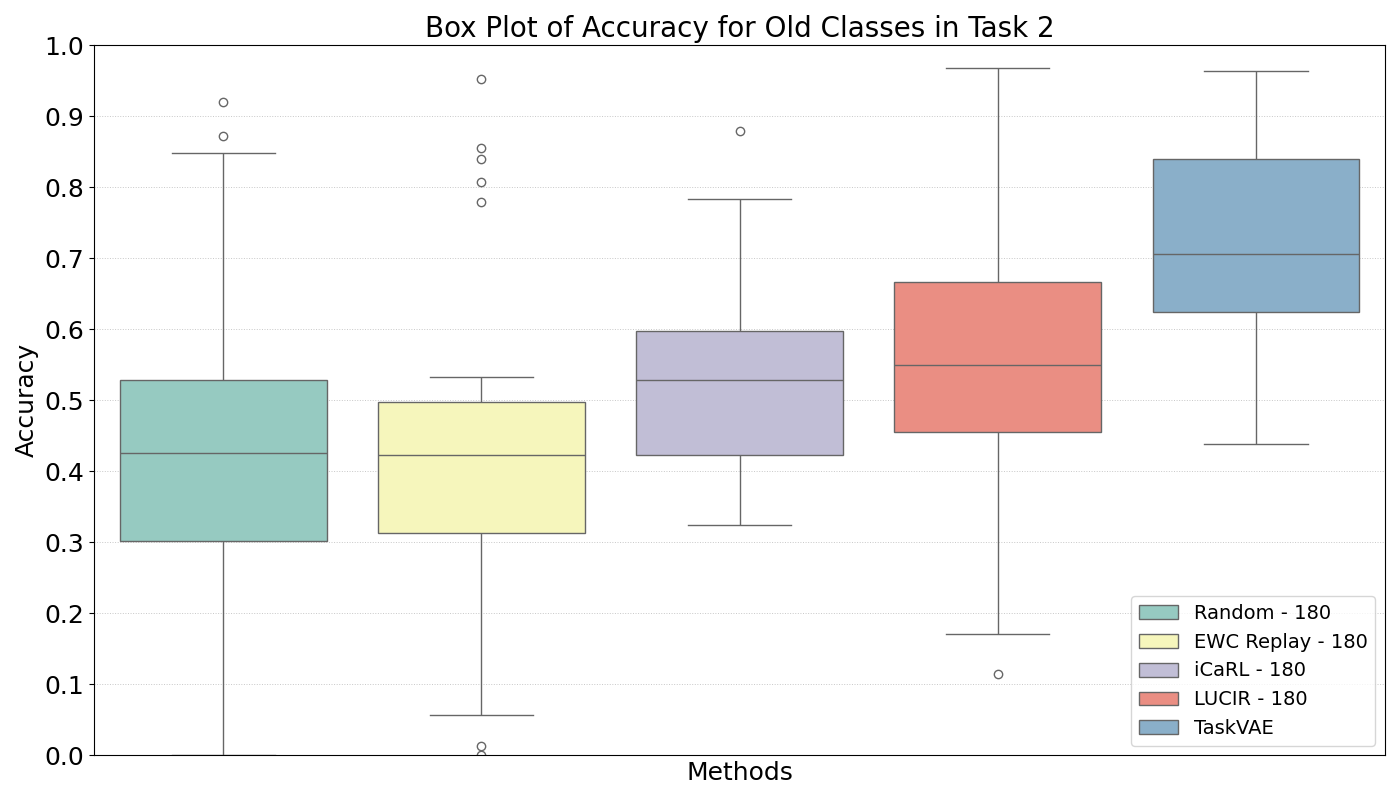 Box Plot of Accuracy for Old Classes in Task 2
Accuracy
1.0
0.9
0.8
0.7
0.6
0.5
0.4
0.3
0.2
0.1
0.0
Random - 180
EWC Replay - 180
iCaRL - 180
LUCIR - 180
TaskVAE
Methods